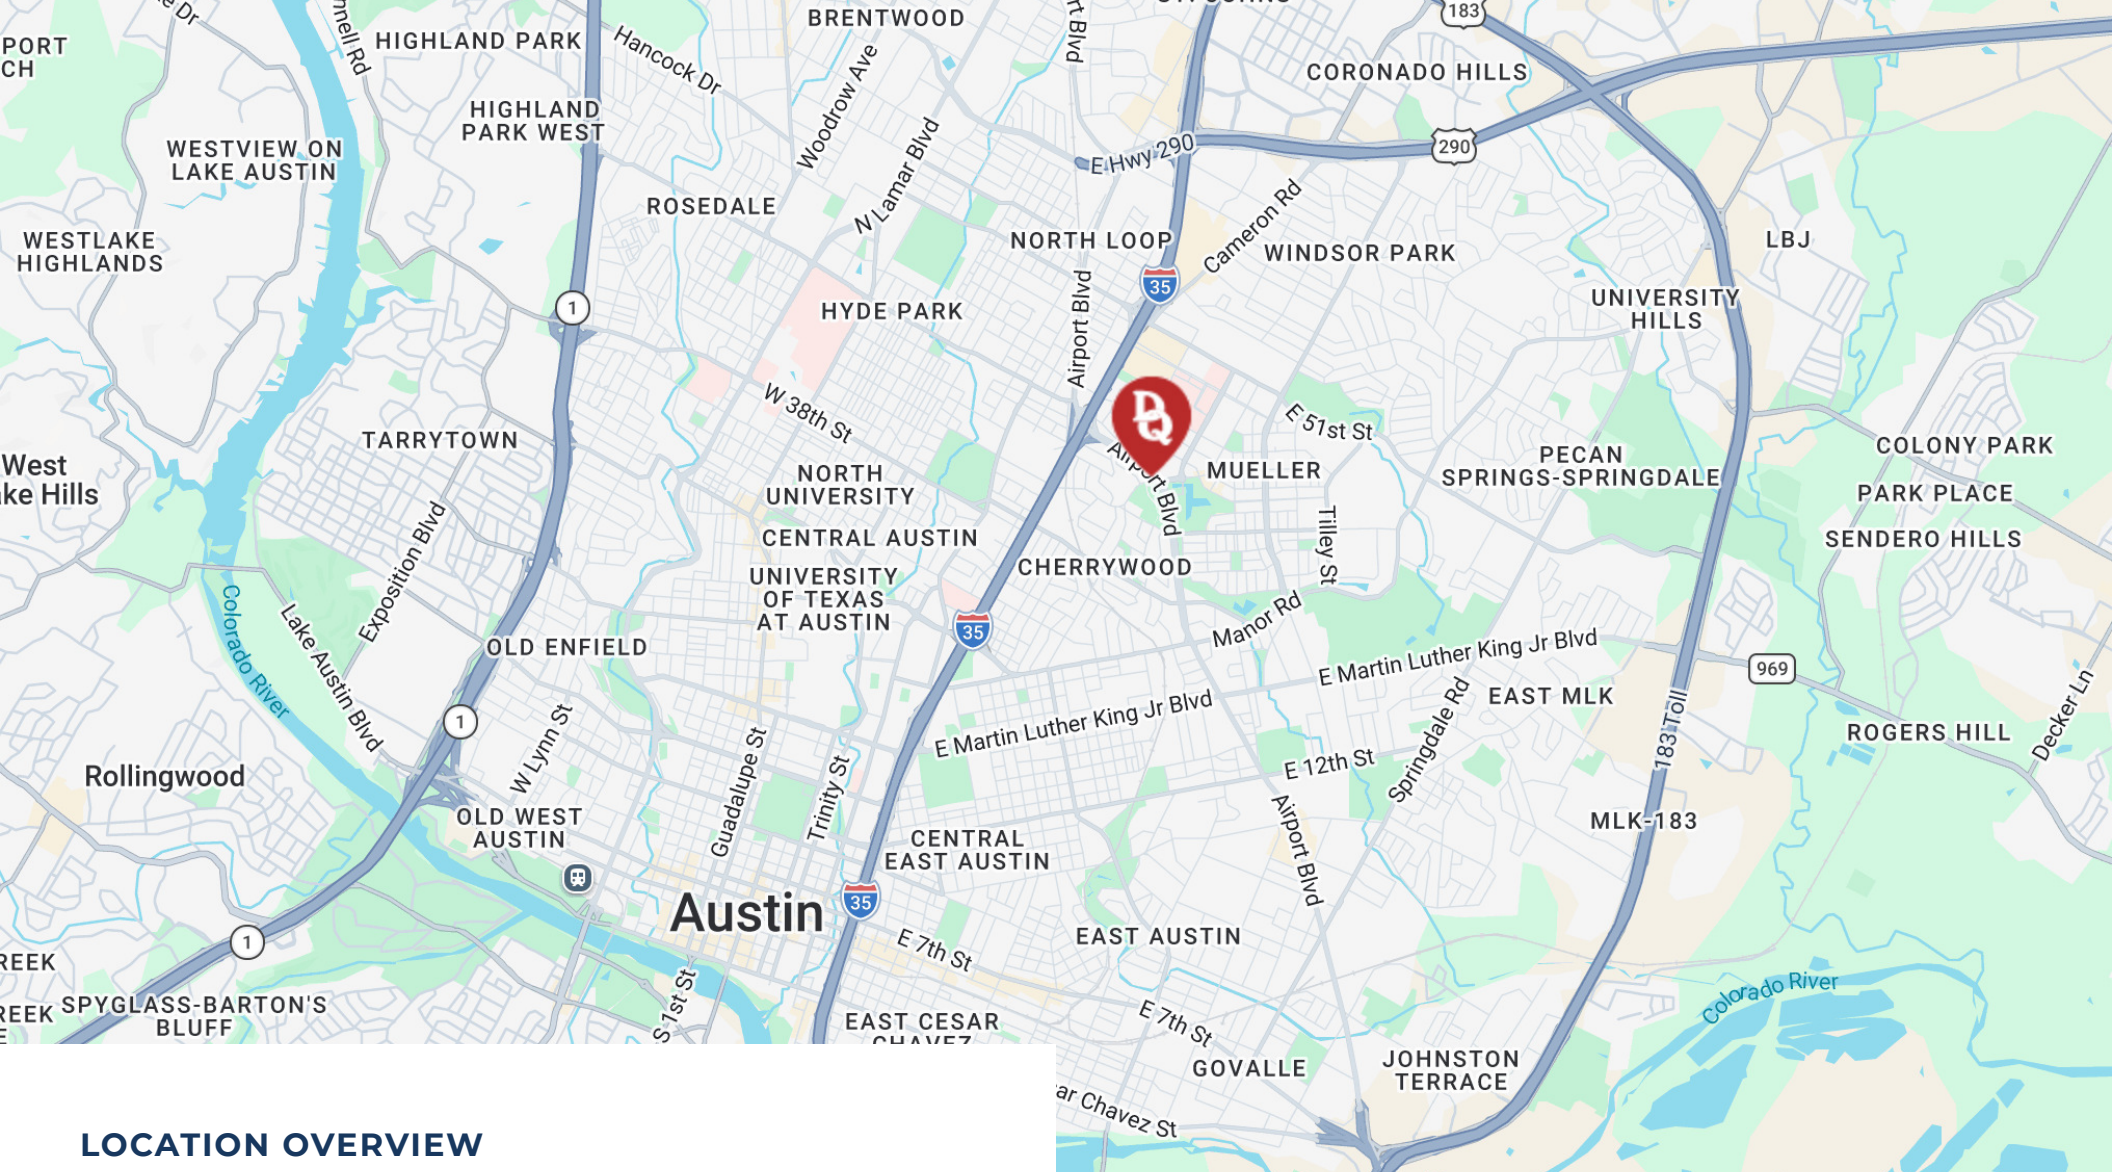 BRENTWOOD
183
HIGHLAND PARK
Hancock Dr
PORT
CH
Woodrow Ave
CORONADO HILLS
HIGHLAND
PARK WEST
WESTVIEW ON
LAKE AUSTIN
N Lamar Blvd
E Hwy 290
290
ROSEDALE
Cameron Rd
WESTLAKE
HIGHLANDS
NORTH LOOP
WINDSOR PARK
LBJ
35
1
HYDE PARK
Airport Blvd
UNIVERSITY
HILLS
W 38th St
DQ
E 51st St
TARRYTOWN
Airport Blvd
MUELLER
PECAN
SPRINGS-SPRINGDALE
COLONY PARK
West
ke Hills
NORTH
UNIVERSITY
PARK PLACE
Exposition Blvd
CENTRAL AUSTIN
Tilley St
SENDERO HILLS
CHERRYWOOD
UNIVERSITY
OF TEXAS
AT AUSTIN
Colorado River
Lake Austin Blvd
35
Manor Rd
OLD ENFIELD
E Martin Luther King Jr Blvd
969
1
W Lynn St
E Martin Luther King Jr Blvd
Springdale Rd
EAST MLK
183 Toll
ROGERS HILL
Decker Ln
Rollingwood
Guadalupe St
Trinity St
E 12th St
OLD WEST
AUSTIN
CENTRAL
EAST AUSTIN
Airport Blvd
MLK-183
Austin
35
1
E 7th St
EAST AUSTIN
REEK
SPYGLASS-BARTON'S
BLUFF
REEK
S 1st St
EAST CESAR
CHAVEZ
E 7th St
Colorado River
GOVALLE
JOHNSTON
TERRACE
ar Chavez St
LOCATION OVERVIEW